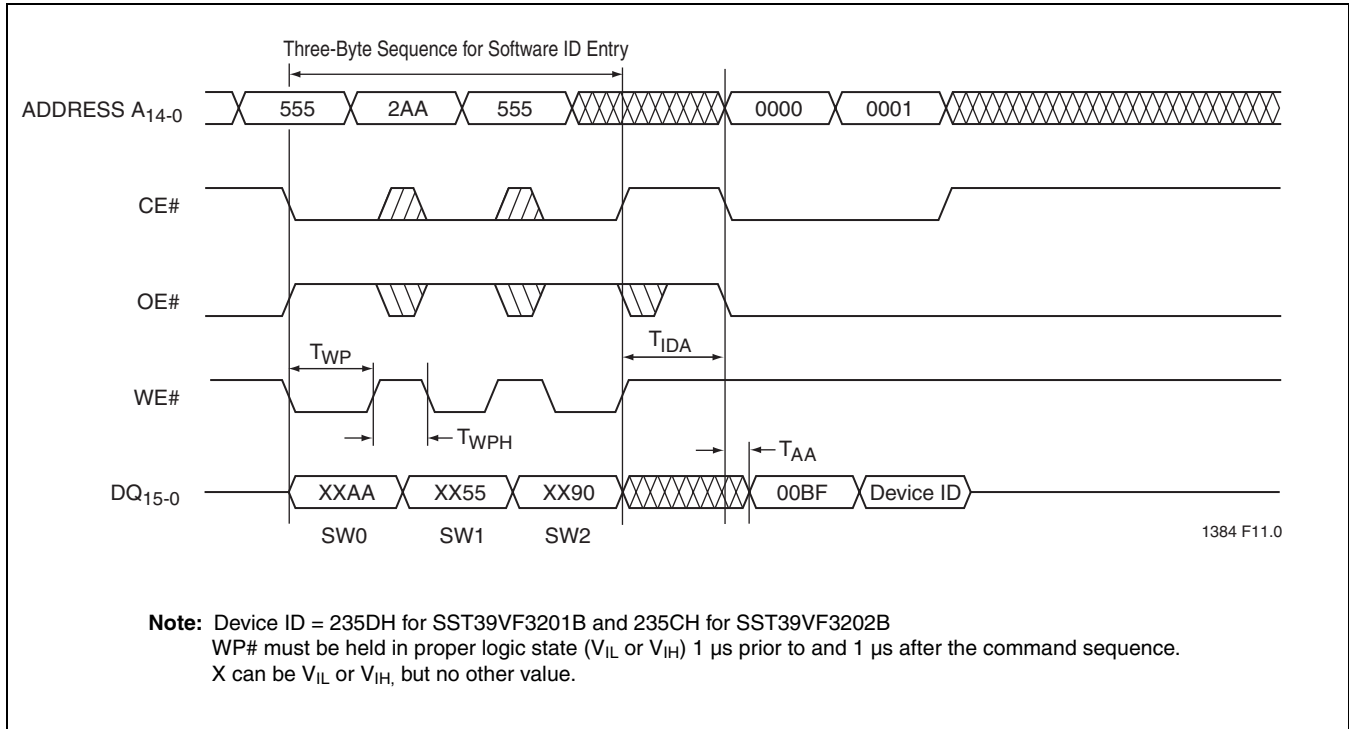 Three-Byte Sequence for Software ID Entry
ADDRESS A14-0
555 2AA 555 0000 0001
CE#
OE#
TWP TIDA
WE#
TWPH TAA
DQ15-0 XXAA XX55 XX90 00BF Device ID
SW0 SW1 SW2 1384 F11.0
Note: Device ID = 235DH for SST39VF3201B and 235CH for SST39VF3202B
WP# must be held in proper logic state (VIL or VIH) 1 µs prior to and 1 µs after the command sequence.
X can be VIL or VIH, but no other value.